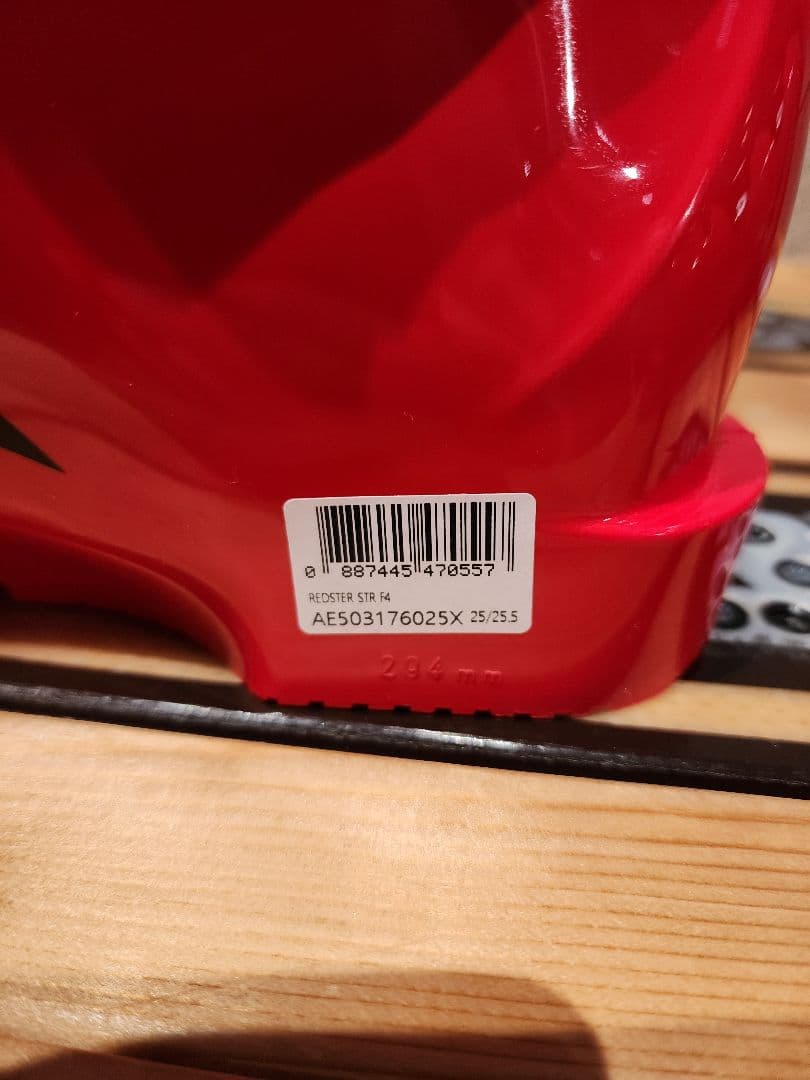 0 887445 470557
REDSTER STR F4
AE503176025X 25/25.5
294 mm